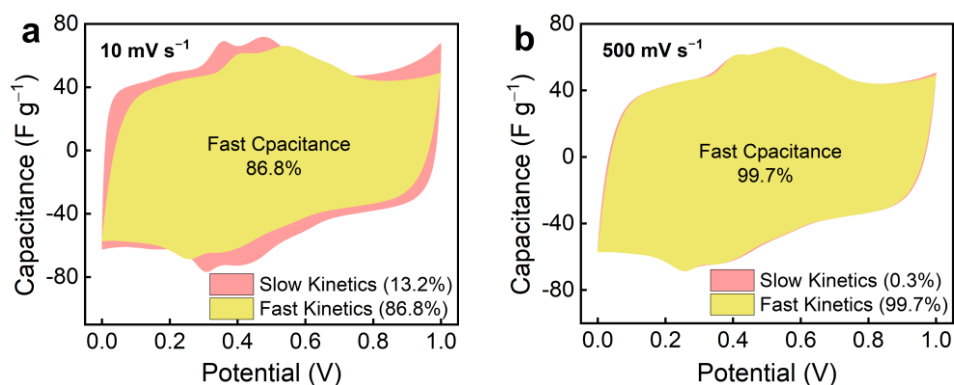 a
10 mV s⁻¹
Capacitance (F g⁻¹)
80
40
0
-40
-80
Fast Cpacitance
86.8%
Slow Kinetics (13.2%)
Fast Kinetics (86.8%)
0.0 0.2 0.4 0.6 0.8 1.0
Potential (V)
b
500 mV s⁻¹
Capacitance (F g⁻¹)
80
40
0
-40
-80
Fast Cpacitance
99.7%
Slow Kinetics (0.3%)
Fast Kinetics (99.7%)
0.0 0.2 0.4 0.6 0.8 1.0
Potential (V)